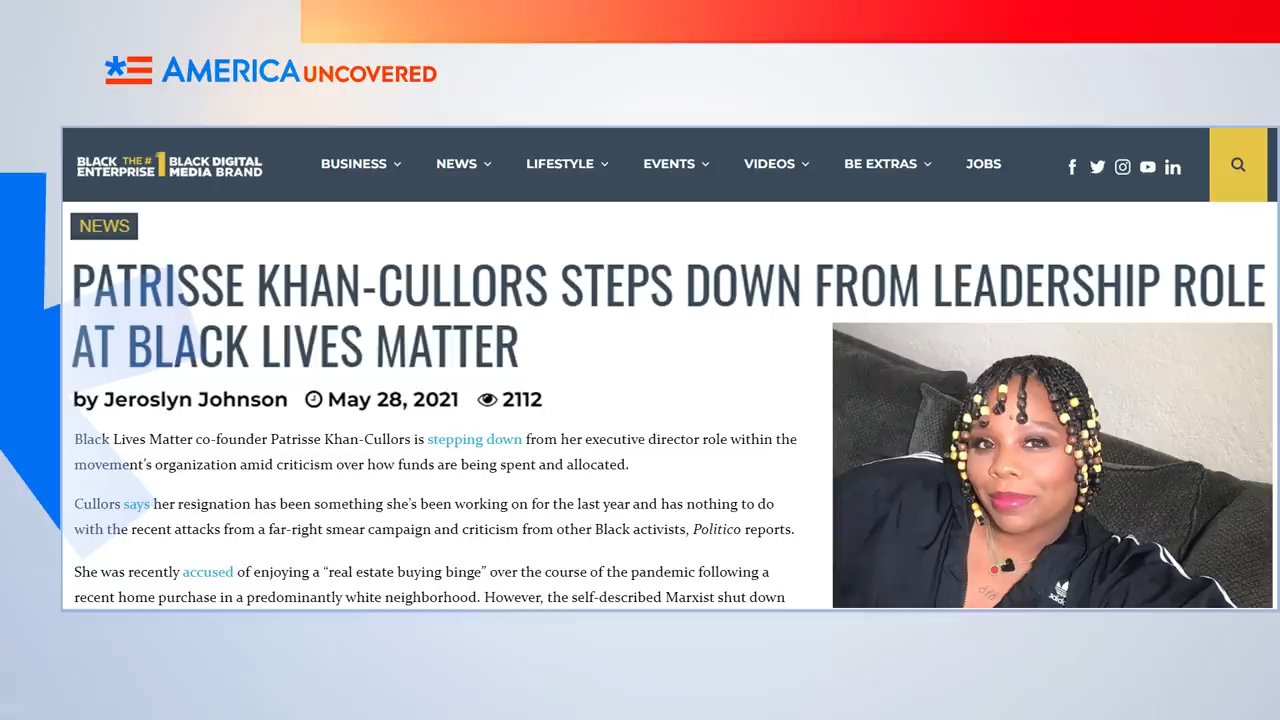 AMERICA UNCOVERED
BLACK ENTERPRISE THE #1 BLACK DIGITAL MEDIA BRAND
BUSINESS NEWS LIFESTYLE EVENTS VIDEOS BE EXTRAS JOBS
NEWS
PATRISSE KHAN-CULLORS STEPS DOWN FROM LEADERSHIP ROLE
AT BLACK LIVES MATTER
by Jeroslyn Johnson May 28, 2021 2112
Black Lives Matter co-founder Patrisse Khan-Cullors is stepping down from her executive director role within the
movement's organization amid criticism over how funds are being spent and allocated.
Cullors says her resignation has been something she's been working on for the last year and has nothing to do
with the recent attacks from a far-right smear campaign and criticism from other Black activists, Politico reports.
She was recently accused of enjoying a “real estate buying binge” over the course of the pandemic following a
recent home purchase in a predominantly white neighborhood. However, the self-described Marxist shut down